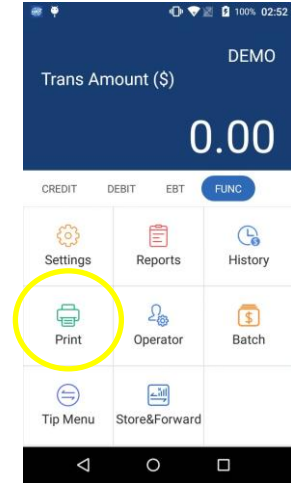 100% 02:52
DEMO
Trans Amount ($)
0.00
CREDIT DEBIT EBT FUNC
Settings Reports History
Print Operator Batch
Tip Menu Store&Forward